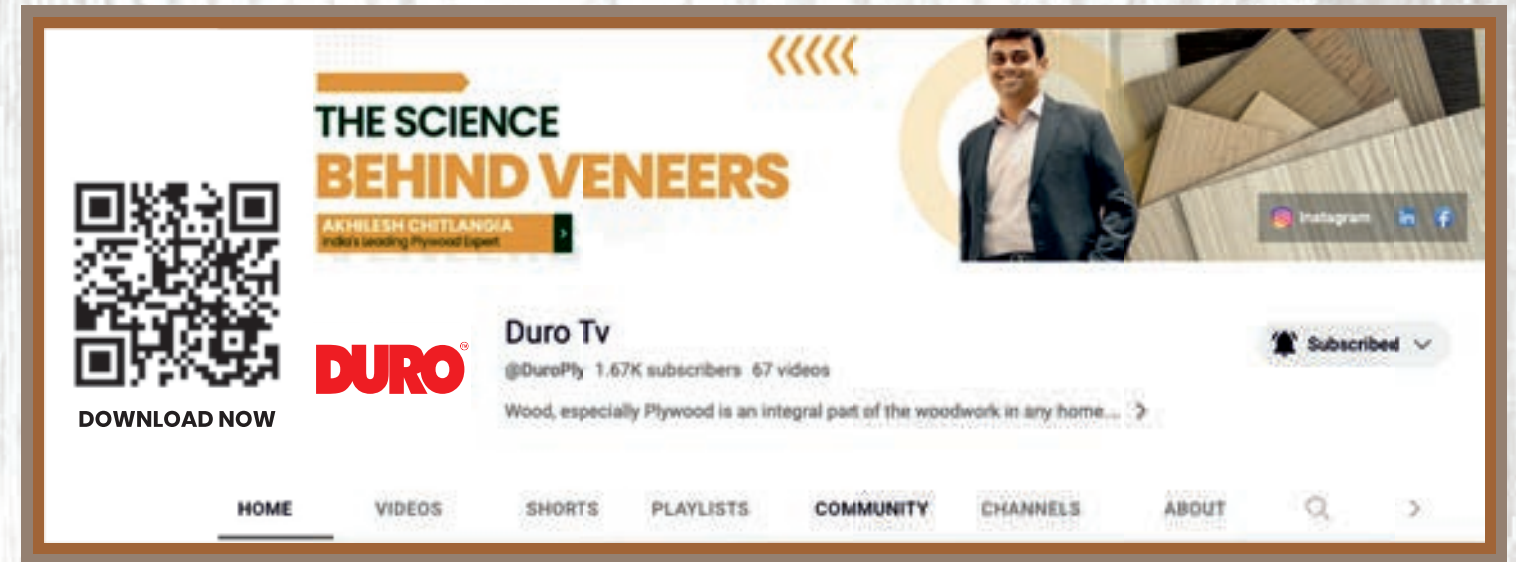 THE SCIENCE
BEHIND VENEERS
AKHILESH CHITLANGIA
India's Leading Plywood Expert
Instagram in f
DURO
DOWNLOAD NOW
Duro Tv
@DuroPly 1.67K subscribers 67 videos
Wood, especially Plywood is an integral part of the woodwork in any home...
Subscribed
HOME VIDEOS SHORTS PLAYLISTS COMMUNITY CHANNELS ABOUT